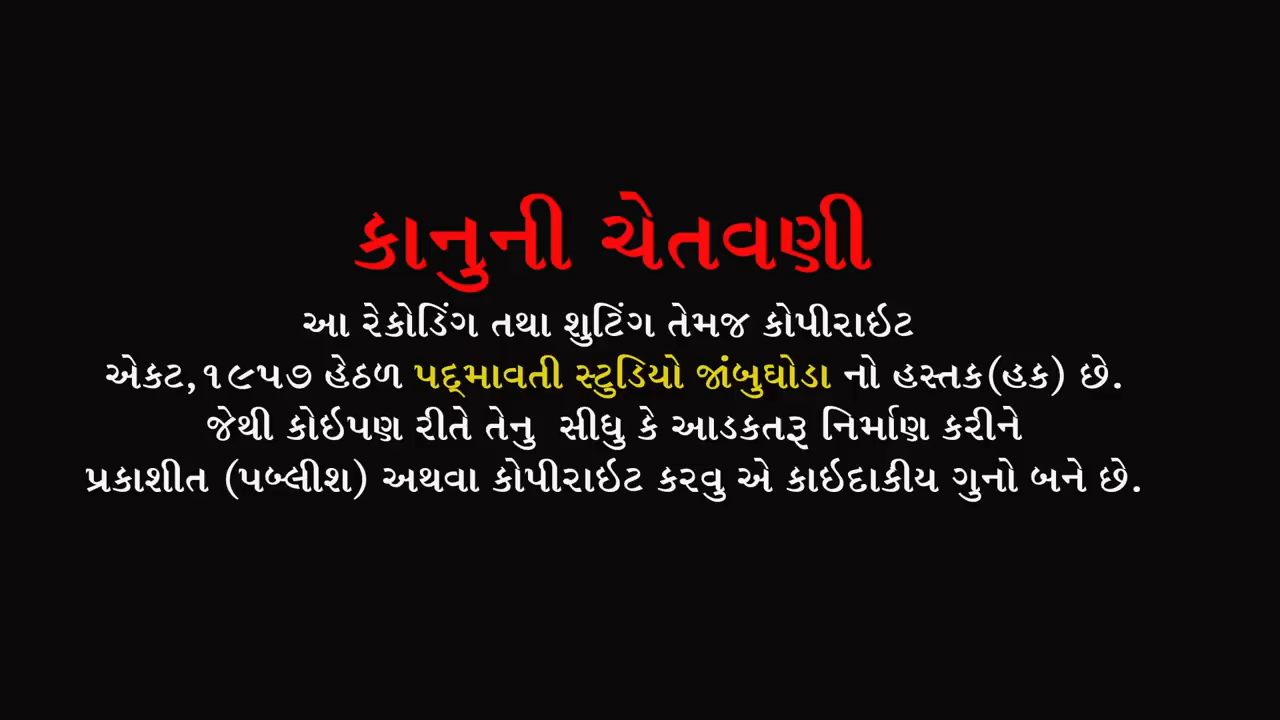 કાનુની ચેતવણી
આ રેકોડિંગ તથા શુટિંગ તેમજ કોપીરાઇટ
એકટ,૧૯૫૭ હેઠળ પદ્માવતી સ્ટુડિયો જાંબુઘોડા નો હસ્તક(હક) છે.
જેથી કોઇપણ રીતે તેનુ સીધુ કે આડકતરૂ નિર્માણ કરીને
પ્રકાશીત (પબ્લીશ) અથવા કોપીરાઇટ કરવુ એ કાઇદાકીય ગુનો બને છે.